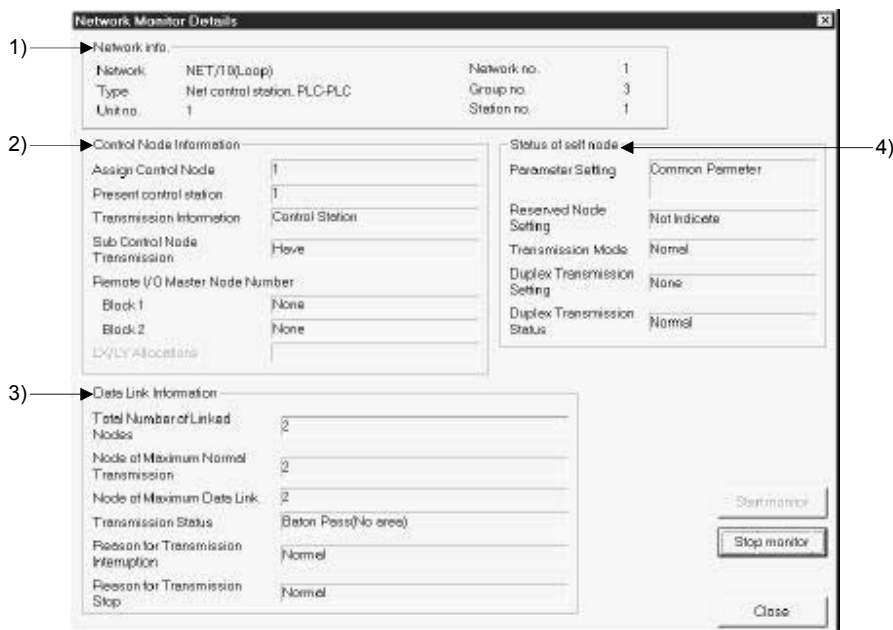 Network Monitor Details
1)
Network info.
Network NET/10(Loop)
Type Net control station. PLC-PLC
Unit no. 1
Network no. 1
Group no. 3
Station no. 1
2)
Control Node Information
Assign Control Node 1
Present control station 1
Transmission Information Control Station
Sub Control Node
Transmission Have
Remote I/O Master Node Number
Block 1 None
Block 2 None
LX/LY Allocations
Status of self node
4)
Parameter Setting Common Permeter
Reserved Node
Setting Not Indicate
Transmission Mode Normal
Duplex Transmission
Setting None
Duplex Transmission
Status Normal
3)
Data Link Information
Total Number of Linked
Nodes 2
Node of Maximum Normal
Transmission 2
Node of Maximum Data Link 2
Transmission Status Baton Pass(No area)
Reason for Transmission
Interruption Normal
Reason for Transmission
Stop Normal
Start monitor
Stop monitor
Close